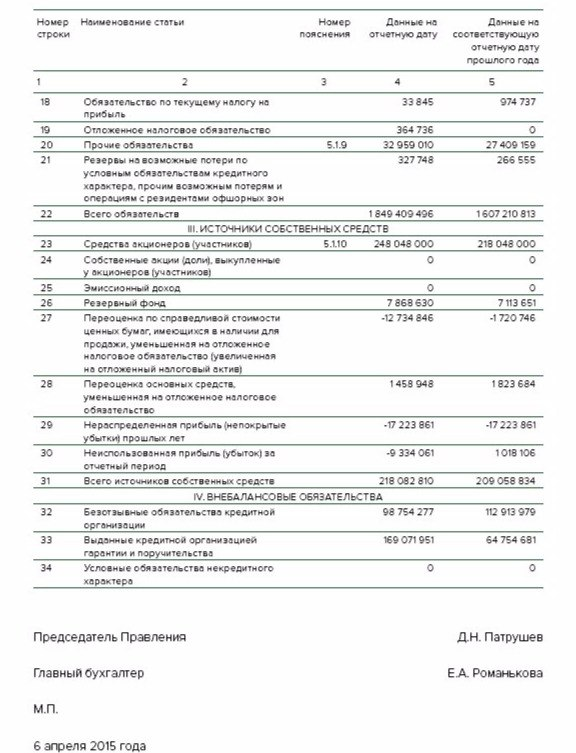 Номер строки Наименование статьи Номер пояснения Данные на отчетную дату Данные на соответствующую отчетную дату прошлого года
1 2 3 4 5
18 Обязательство по текущему налогу на прибыль 33 845 974 737
19 Отложенное налоговое обязательство 364 736 0
20 Прочие обязательства 5.1.9 32 959 010 27 409 159
21 Резервы на возможные потери по условным обязательствам кредитного характера, прочим возможным потерям и операциям с резидентами офшорных зон 327 748 266 555
22 Всего обязательств 1 849 409 496 1 607 210 813
III. ИСТОЧНИКИ СОБСТВЕННЫХ СРЕДСТВ
23 Средства акционеров (участников) 5.1.10 248 048 000 218 048 000
24 Собственные акции (доли), выкупленные у акционеров (участников) 0 0
25 Эмиссионный доход 0 0
26 Резервный фонд 7 868 630 7 113 651
27 Переоценка по справедливой стоимости ценных бумаг, имеющихся в наличии для продажи, уменьшенная на отложенное налоговое обязательство (увеличенная на отложенный налоговый актив) -12 734 846 -1 720 746
28 Переоценка основных средств, уменьшенная на отложенное налоговое обязательство 1 458 948 1 823 684
29 Нераспределенная прибыль (непокрытые убытки) прошлых лет -17 223 861 -17 223 861
30 Неиспользованная прибыль (убыток) за отчетный период -9 334 061 1 018 106
31 Всего источников собственных средств 218 082 810 209 058 834
IV. ВНЕБАЛАНСОВЫЕ ОБЯЗАТЕЛЬСТВА
32 Безотзывные обязательства кредитной организации 98 754 277 112 913 979
33 Выданные кредитной организацией гарантии и поручительства 169 071 951 64 754 681
34 Условные обязательства некредитного характера 0 0
Председатель Правления Д.Н. Патрушев
Главный бухгалтер Е.А. Романькова
М.П.
6 апреля 2015 года